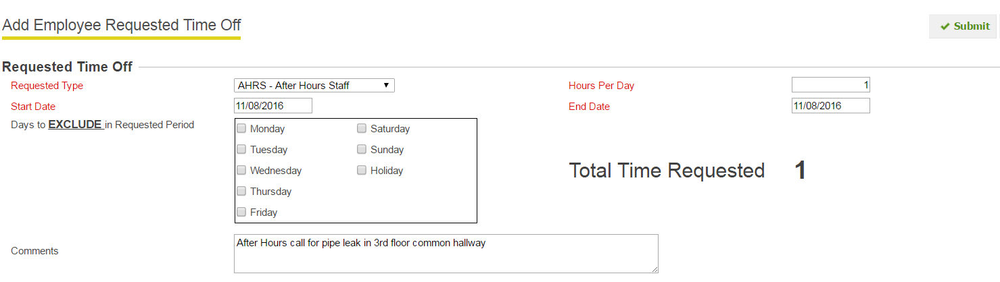 Add Employee Requested Time Off
Submit
Requested Time Off
Requested Type AHRS - After Hours Staff Hours Per Day 1
Start Date 11/08/2016 End Date 11/08/2016
Days to EXCLUDE in Requested Period
Monday Saturday
Tuesday Sunday
Wednesday Holiday
Thursday
Friday
Total Time Requested 1
Comments After Hours call for pipe leak in 3rd floor common hallway